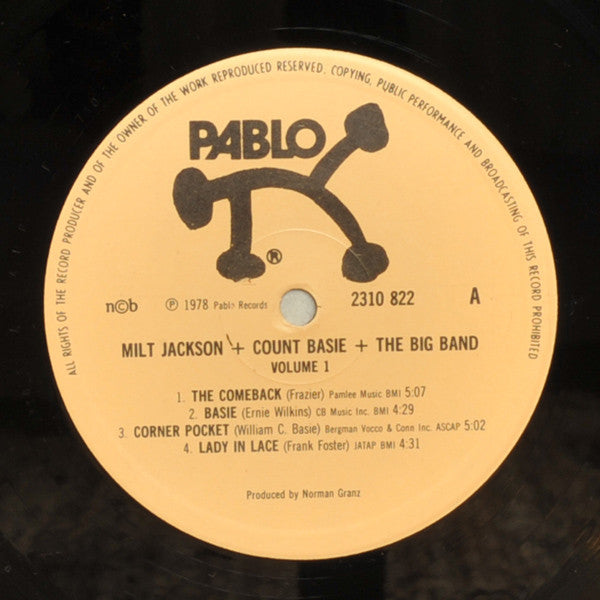 ALL RIGHTS OF THE RECORD PRODUCER AND OF THE OWNER OF THE WORK REPRODUCED RESERVED. COPYING, PUBLIC PERFORMANCE AND BROADCASTING OF THIS RECORD PROHIBITED
PABLO
®
n©b ℗ 1978 Pablo Records 2310 822 A
MILT JACKSON + COUNT BASIE + THE BIG BAND
VOLUME 1
1. THE COMEBACK (Frazier) Pamlee Music BMI 5:07
2. BASIE (Ernie Wilkins) CB Music Inc. BMI 4:29
3. CORNER POCKET (William C. Basie) Bergman Vocco & Conn Inc. ASCAP 5:02
4. LADY IN LACE (Frank Foster) JATAP BMI 4:31
Produced by Norman Granz